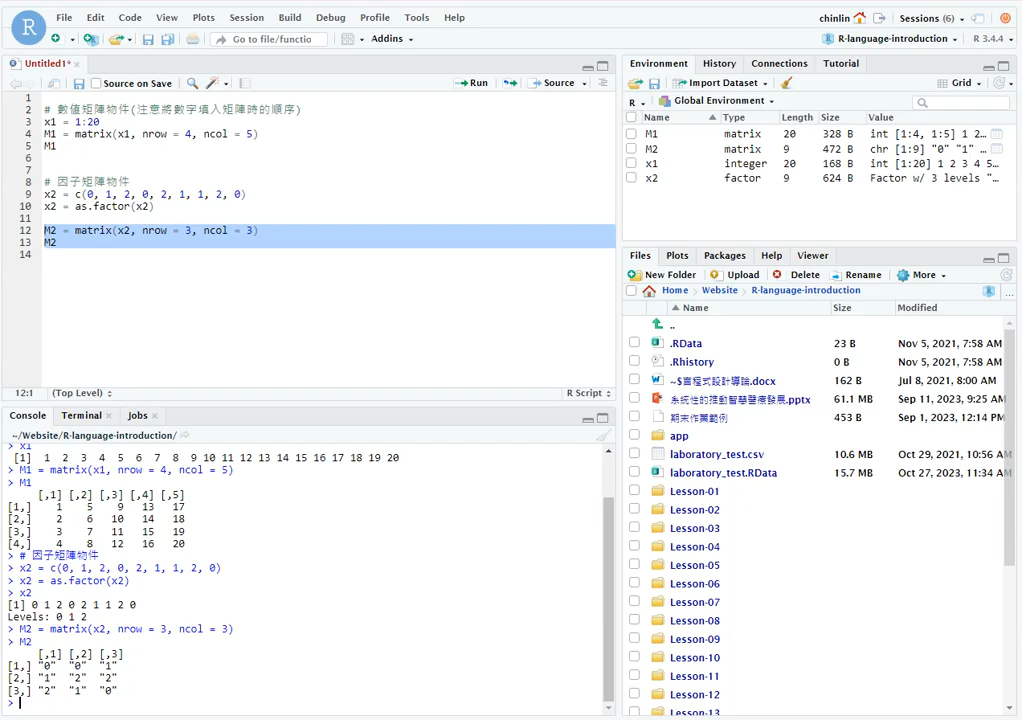 File Edit Code View Plots Session Build Debug Profile Tools Help
chinlin Sessions (6)
Go to file/functio Addins
R-language-introduction R 3.4.4
Untitled1*
Source on Save Run Source
1
2 # 數值矩陣物件(注意將數字填入矩陣時的順序)
3 x1 = 1:20
4 M1 = matrix(x1, nrow = 4, ncol = 5)
5 M1
6
7
8 # 因子矩陣物件
9 x2 = c(0, 1, 2, 0, 2, 1, 1, 2, 0)
10 x2 = as.factor(x2)
11
12 M2 = matrix(x2, nrow = 3, ncol = 3)
13 M2
14
12:1 (Top Level) R Script
Console Terminal Jobs
~/Website/R-language-introduction/
> x1
[1] 1 2 3 4 5 6 7 8 9 10 11 12 13 14 15 16 17 18 19 20
> M1 = matrix(x1, nrow = 4, ncol = 5)
> M1
[,1] [,2] [,3] [,4] [,5]
[1,] 1 5 9 13 17
[2,] 2 6 10 14 18
[3,] 3 7 11 15 19
[4,] 4 8 12 16 20
> # 因子矩陣物件
> x2 = c(0, 1, 2, 0, 2, 1, 1, 2, 0)
> x2 = as.factor(x2)
> x2
[1] 0 1 2 0 2 1 1 2 0
Levels: 0 1 2
> M2 = matrix(x2, nrow = 3, ncol = 3)
> M2
[,1] [,2] [,3]
[1,] "0" "0" "1"
[2,] "1" "2" "2"
[3,] "2" "1" "0"
>
Environment History Connections Tutorial
Import Dataset Grid
R Global Environment
Name Type Length Size Value
M1 matrix 20 328 B int [1:4, 1:5] 1 2…
M2 matrix 9 472 B chr [1:9] "0" "1" …
x1 integer 20 168 B int [1:20] 1 2 3 4 5…
x2 factor 9 624 B Factor w/ 3 levels "…
Files Plots Packages Help Viewer
New Folder Upload Delete Rename More
Home Website R-language-introduction ...
Name Size Modified
..
.RData 23 B Nov 5, 2021, 7:58 AM
.Rhistory 0 B Nov 5, 2021, 7:58 AM
~$言程式設計導論.docx 162 B Jul 8, 2021, 8:00 AM
系統性的推動智慧醫療發展.pptx 61.1 MB Sep 11, 2023, 9:25 AM
期末作業範例 453 B Sep 1, 2023, 12:14 PM
app
laboratory_test.csv 10.6 MB Oct 29, 2021, 10:56 AM
laboratory_test.RData 15.7 MB Oct 27, 2023, 11:34 AM
Lesson-01
Lesson-02
Lesson-03
Lesson-04
Lesson-05
Lesson-06
Lesson-07
Lesson-08
Lesson-09
Lesson-10
Lesson-11
Lesson-12
Lesson-13